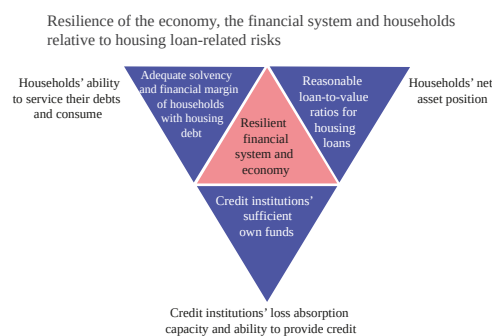 Resilience of the economy, the financial system and households
relative to housing loan-related risks
Households’ ability
to service their debts
and consume
Adequate solvency
and financial margin
of households
with housing
debt
Reasonable
loan-to-value
ratios for
housing
loans
Households’ net
asset position
Resilient
financial
system and
economy
Credit institutions’
sufficient
own funds
Credit institutions’ loss absorption
capacity and ability to provide credit